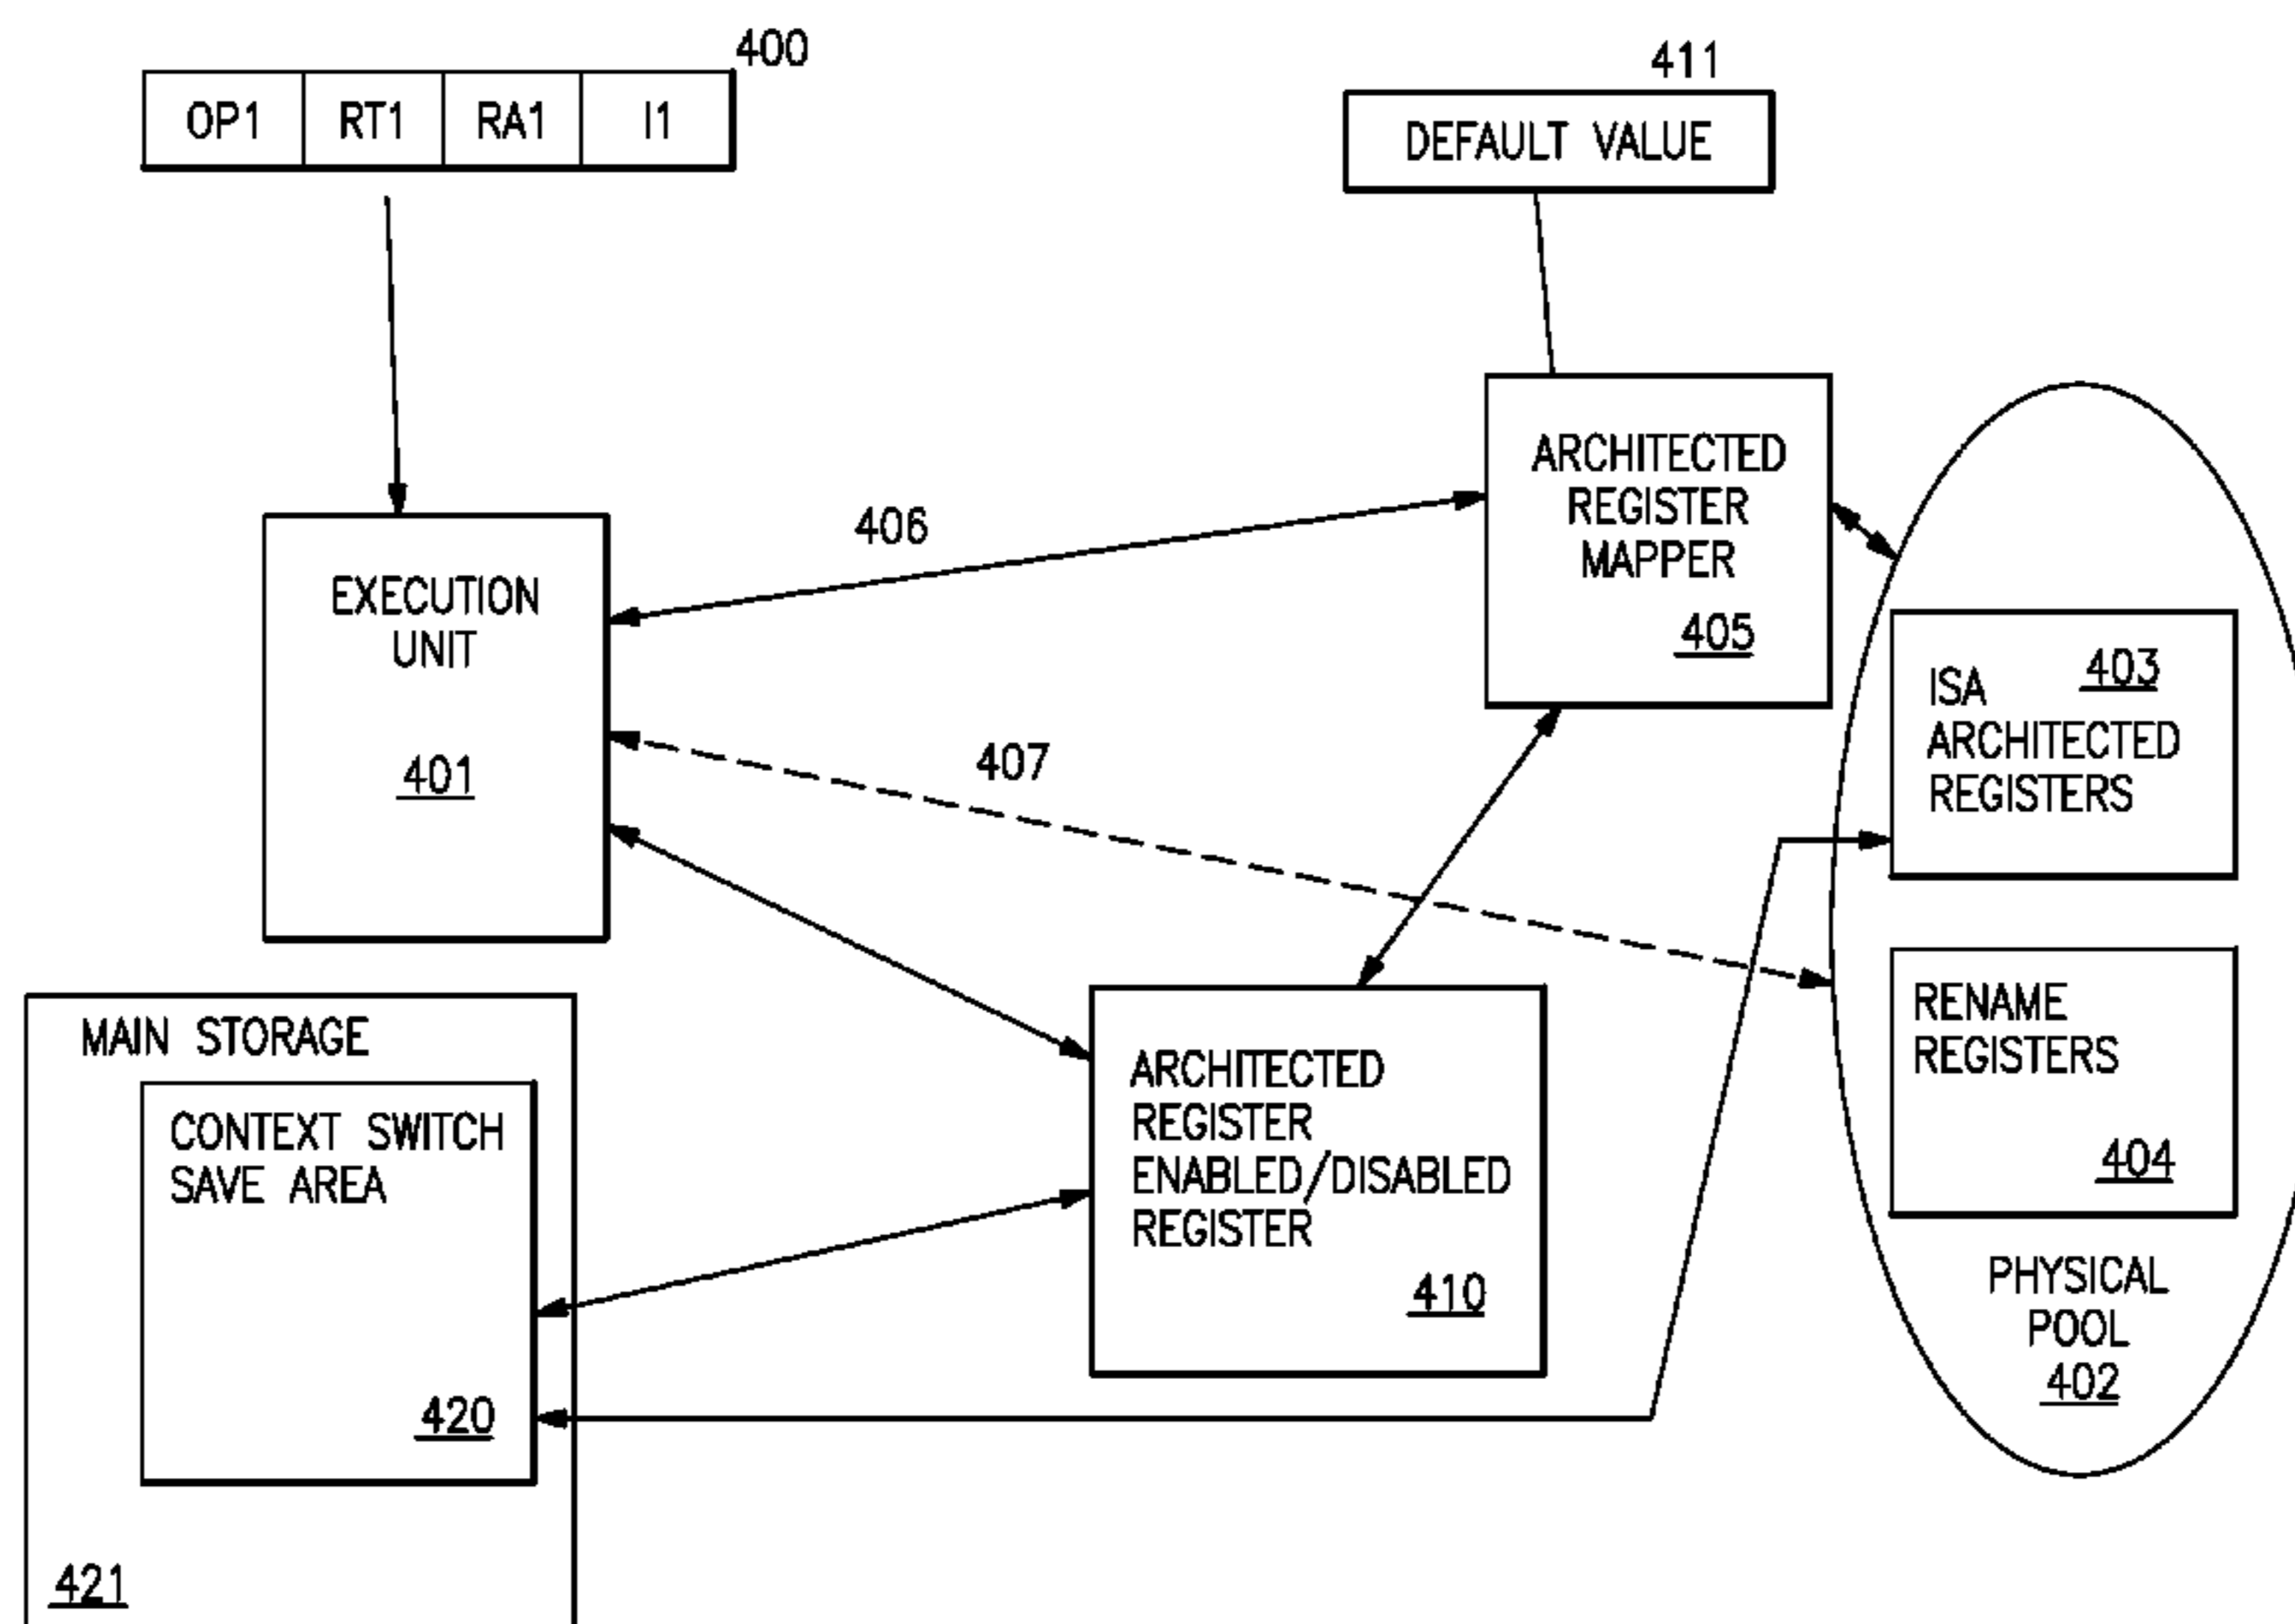 400
OP1 RT1 RA1 I1
411
DEFAULT VALUE
406
ARCHITECTED
REGISTER
MAPPER
405
EXECUTION
UNIT
401
407
403
ISA
ARCHITECTED
REGISTERS
RENAME
REGISTERS
404
PHYSICAL
POOL
402
MAIN STORAGE
CONTEXT SWITCH
SAVE AREA
420
421
ARCHITECTED
REGISTER
ENABLED/DISABLED
REGISTER
410